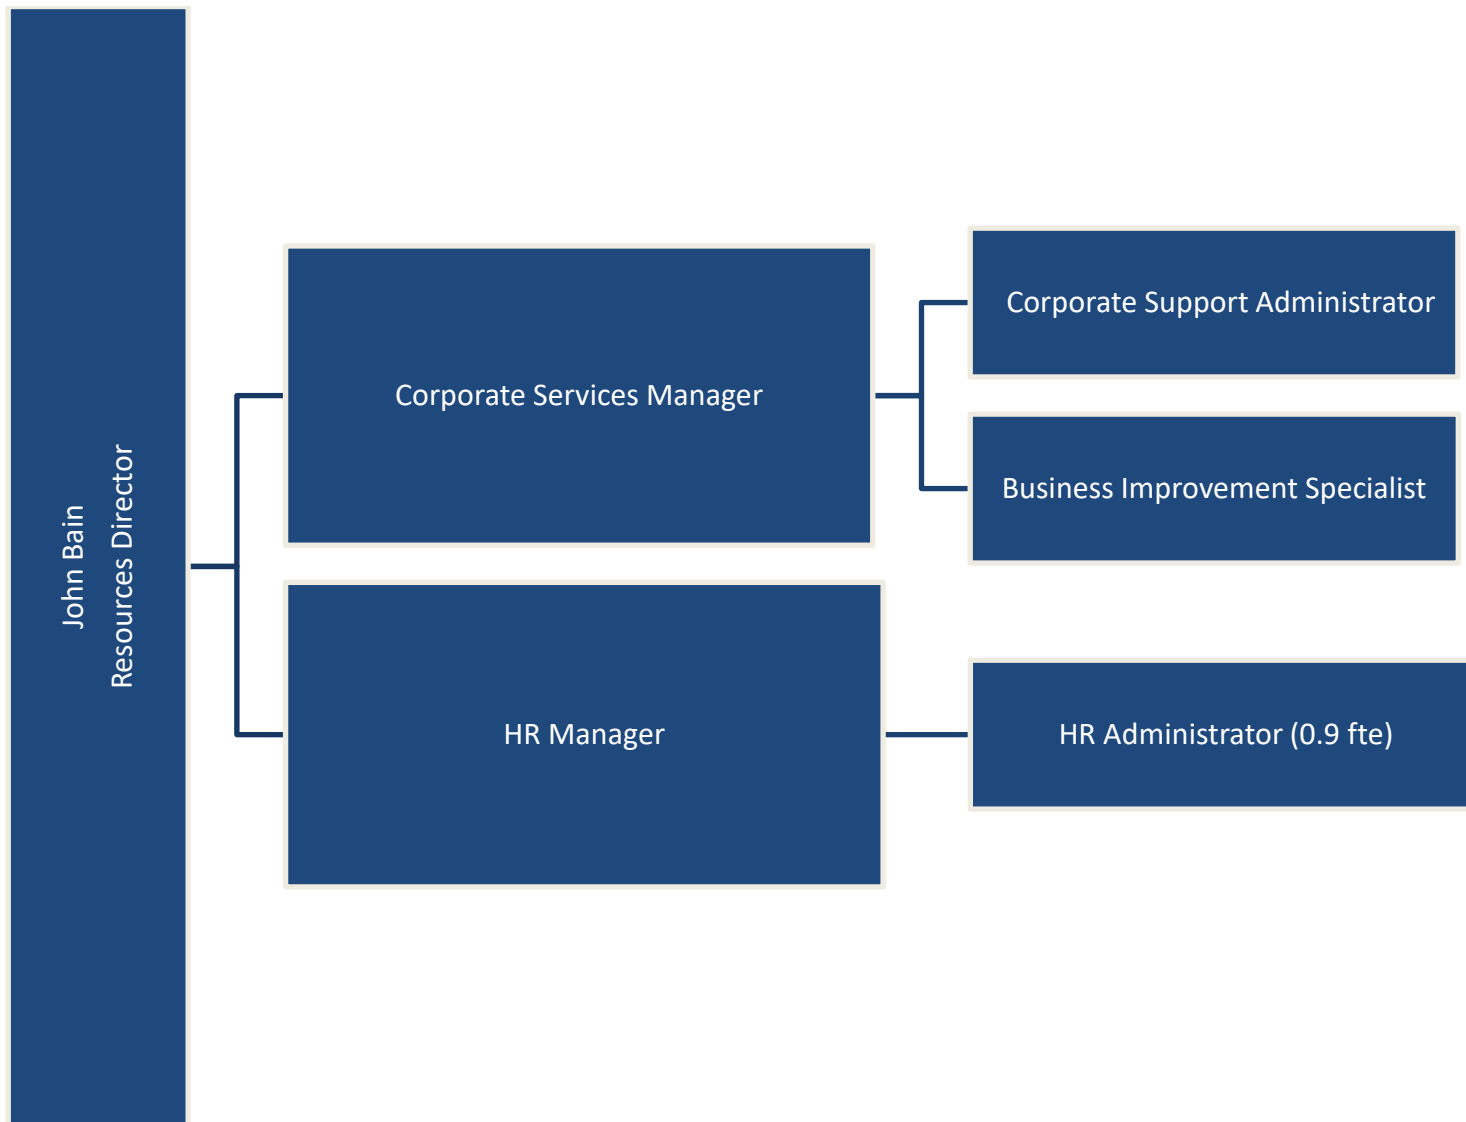 John Bain
Resources Director
Corporate Services Manager
Corporate Support Administrator
Business Improvement Specialist
HR Manager
HR Administrator (0.9 fte)